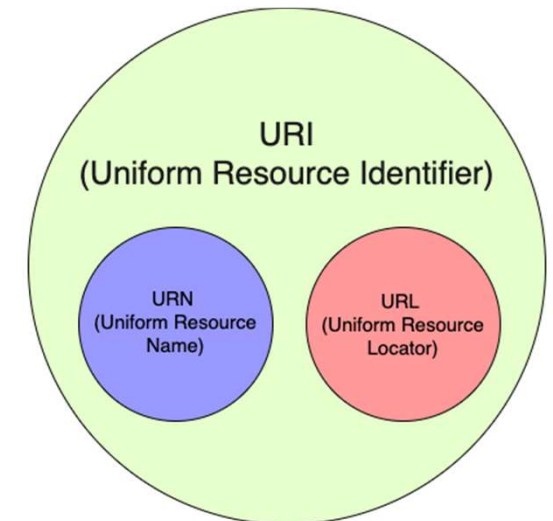 URI
(Uniform Resource Identifier)
URN
(Uniform Resource
Name)
URL
(Uniform Resource
Locator)